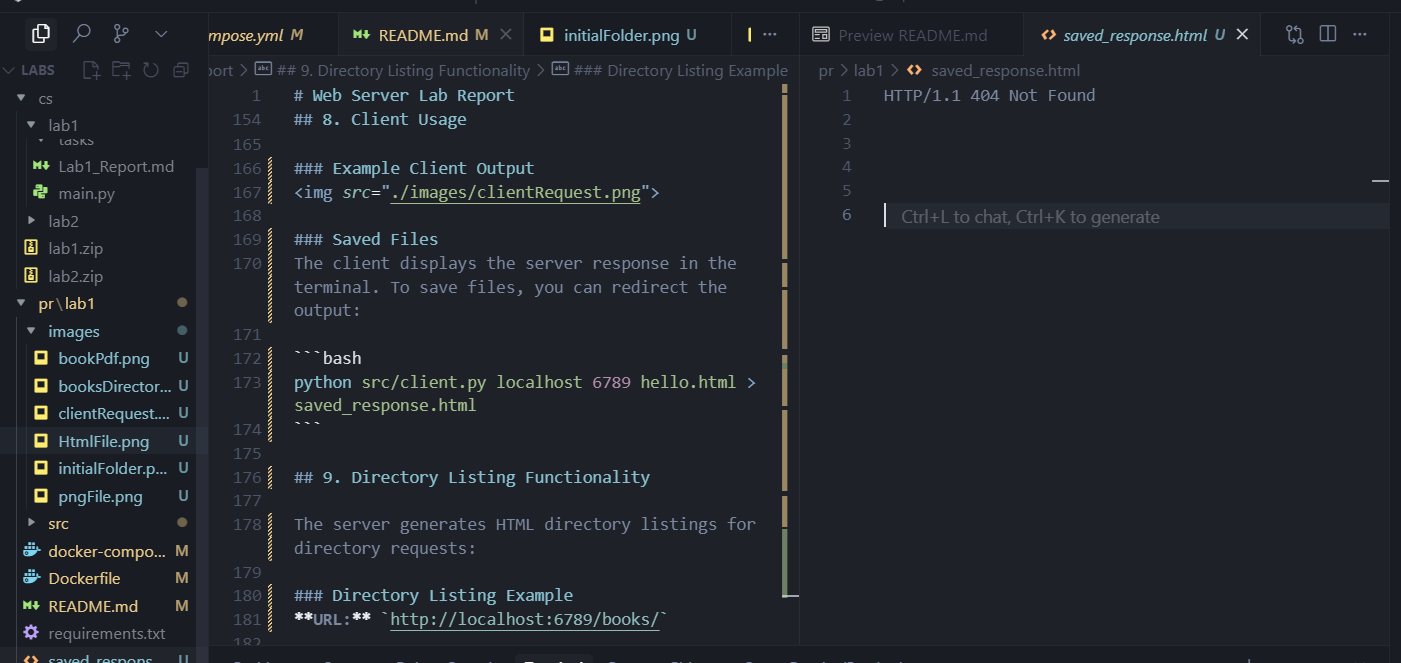 mpose.yml M
README.md M
initialFolder.png U
Preview README.md
saved_response.html U
LABS
port > ## 9. Directory Listing Functionality > ### Directory Listing Example
pr > lab1 > saved_response.html
cs
lab1
tasks
Lab1_Report.md
main.py
lab2
lab1.zip
lab2.zip
pr\lab1
images
bookPdf.png U
booksDirector... U
clientRequest.... U
HtmlFile.png U
initialFolder.p... U
pngFile.png U
src
docker-compo... M
Dockerfile M
README.md M
requirements.txt
saved_respons... U
1 # Web Server Lab Report
154 ## 8. Client Usage
165
166 ### Example Client Output
167 <img src="./images/clientRequest.png">
168
169 ### Saved Files
170 The client displays the server response in the
terminal. To save files, you can redirect the
output:
171
172 ```bash
173 python src/client.py localhost 6789 hello.html >
saved_response.html
174 ```
175
176 ## 9. Directory Listing Functionality
177
178 The server generates HTML directory listings for
directory requests:
179
180 ### Directory Listing Example
181 **URL:** `http://localhost:6789/books/`
182
1 HTTP/1.1 404 Not Found
2
3
4
5
6 Ctrl+L to chat, Ctrl+K to generate